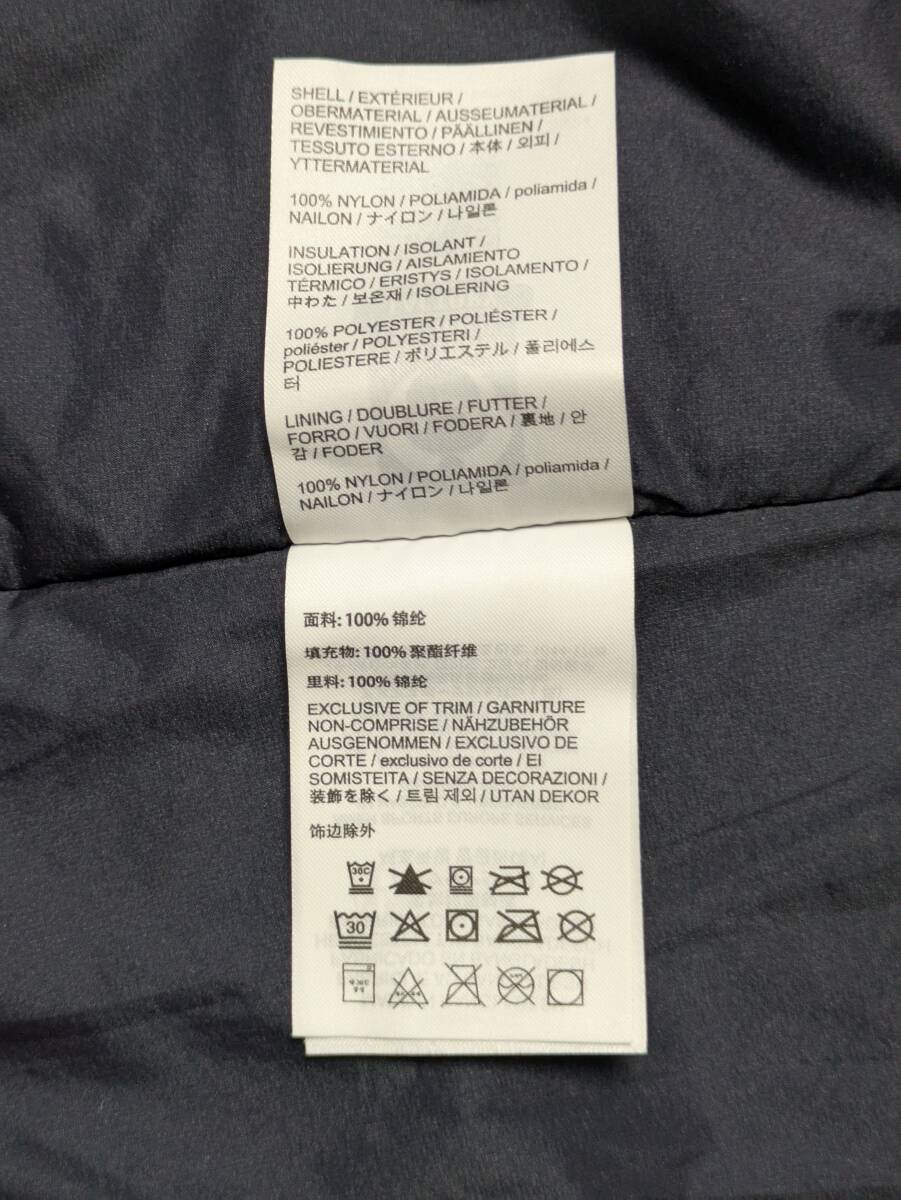 SHELL / EXTÉRIEUR /
OBERMATERIAL / AUSSEUMATERIAL /
REVESTIMIENTO / PÄÄLLINEN /
TESSUTO ESTERNO / 本体 / 외피 /
YTTERMATERIAL
100% NYLON / POLIAMIDA / poliamida /
NAILON / ナイロン / 나일론
INSULATION / ISOLANT /
ISOLIERUNG / AISLAMIENTO
TÉRMICO / ERISTYS / ISOLAMENTO /
中わた / 보온재 / ISOLERING
100% POLYESTER / POLIÉSTER /
poliéster / POLYESTERI /
POLIESTERE / ポリエステル / 폴리에스
터
LINING / DOUBLURE / FUTTER /
FORRO / VUORI / FODERA / 裏地 / 안
감 / FODER
100% NYLON / POLIAMIDA / poliamida /
NAILON / ナイロン / 나일론
面料: 100% 锦纶
填充物: 100% 聚酯纤维
里料: 100% 锦纶
EXCLUSIVE OF TRIM / GARNITURE
NON-COMPRISE / NÄHZUBEHÖR
AUSGENOMMEN / EXCLUSIVO DE
CORTE / exclusivo de corte / EI
SOMISTEITA / SENZA DECORAZIONI /
装飾を除く / 트림 제외 / UTAN DEKOR
饰边除外
30C
30